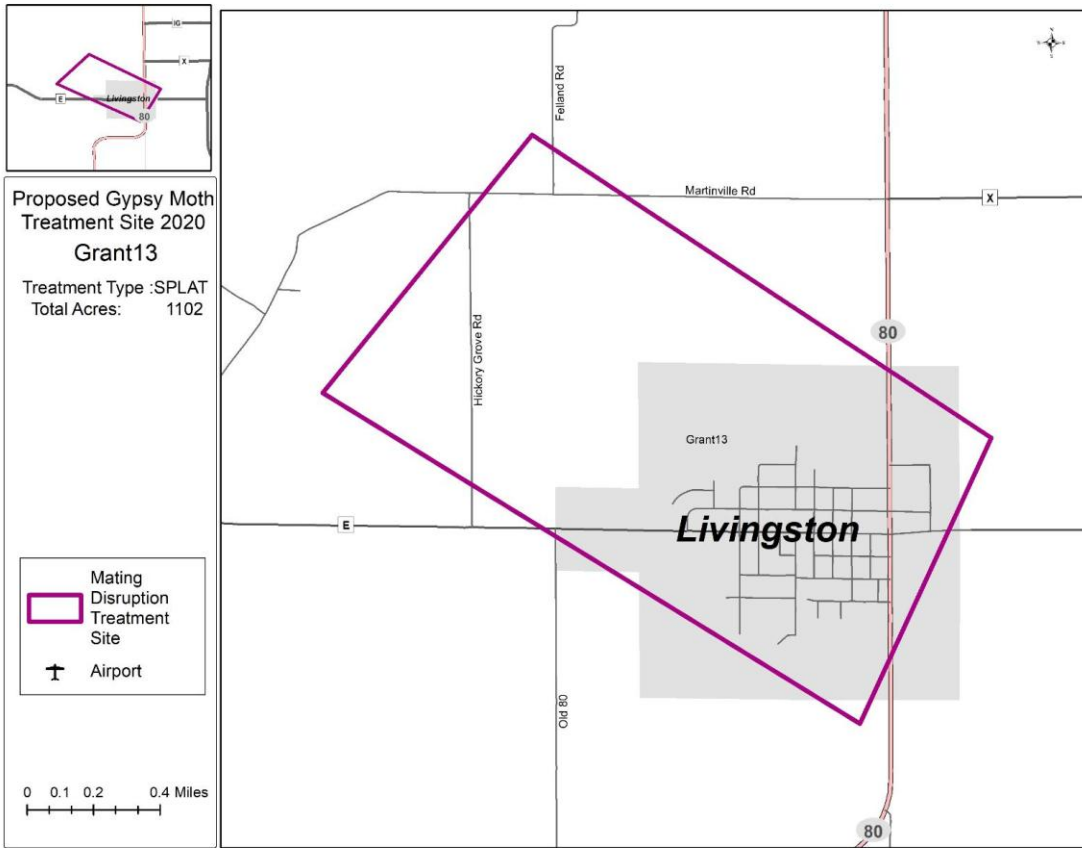 IG
X
E
Livingston
80
Proposed Gypsy Moth
Treatment Site 2020
Grant13
Treatment Type :SPLAT
Total Acres: 1102
Mating
Disruption
Treatment
Site
Airport
0 0.1 0.2 0.4 Miles
Felland Rd
Martinville Rd
X
Hickory Grove Rd
80
Grant13
E
Livingston
Old 80
80